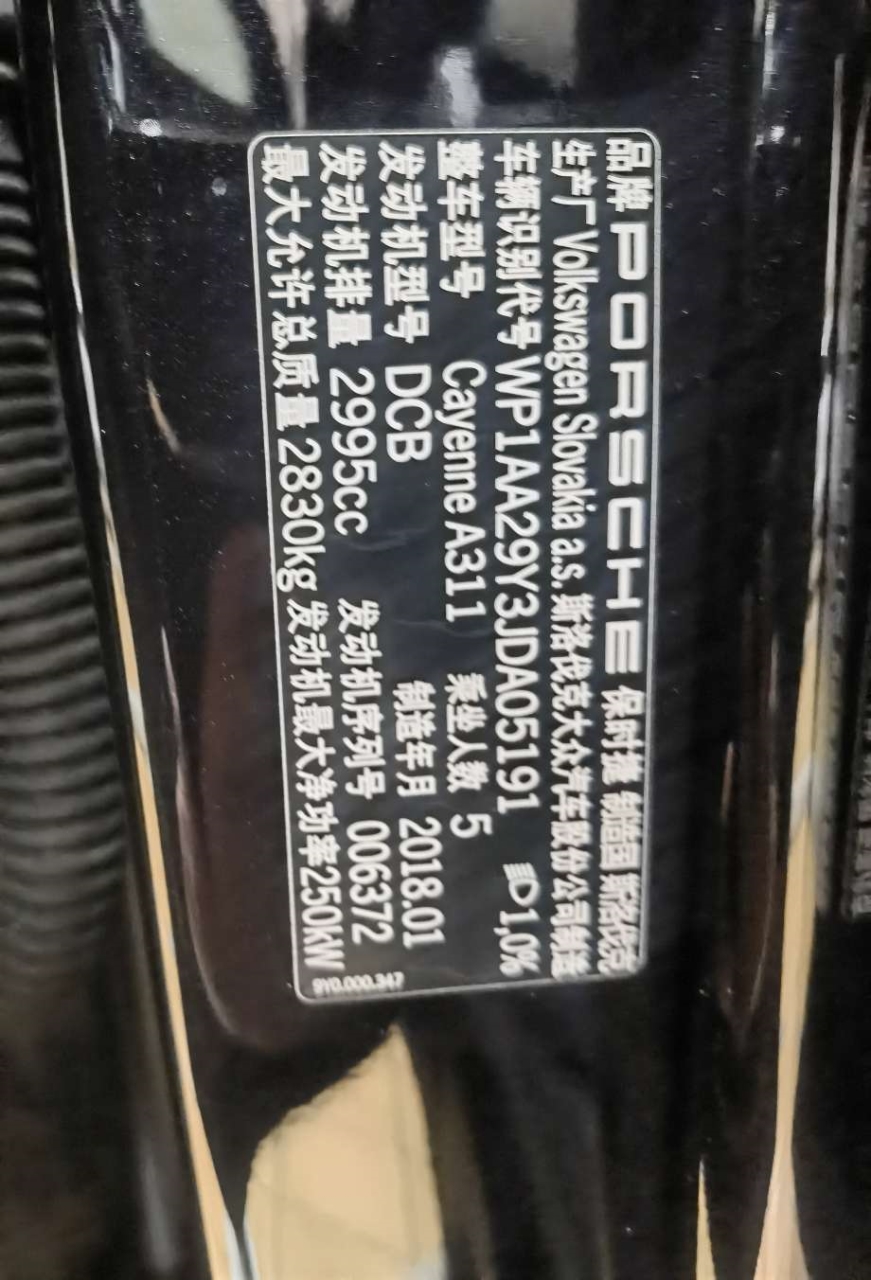 品牌 PORSCHE 保时捷 制造国 斯洛伐克
生产厂 Volkswagen Slovakia a.s. 斯洛伐克大众汽车股份公司制造
车辆识别代号 WP1AA29Y3JDA05191 1,0%
整车型号 Cayenne A311 乘坐人数 5
发动机型号 DCB 制造年月 2018.01
发动机排量 2995cc 发动机序列号 006372
最大允许总质量 2830kg 发动机最大净功率250kW
9Y0.000.347